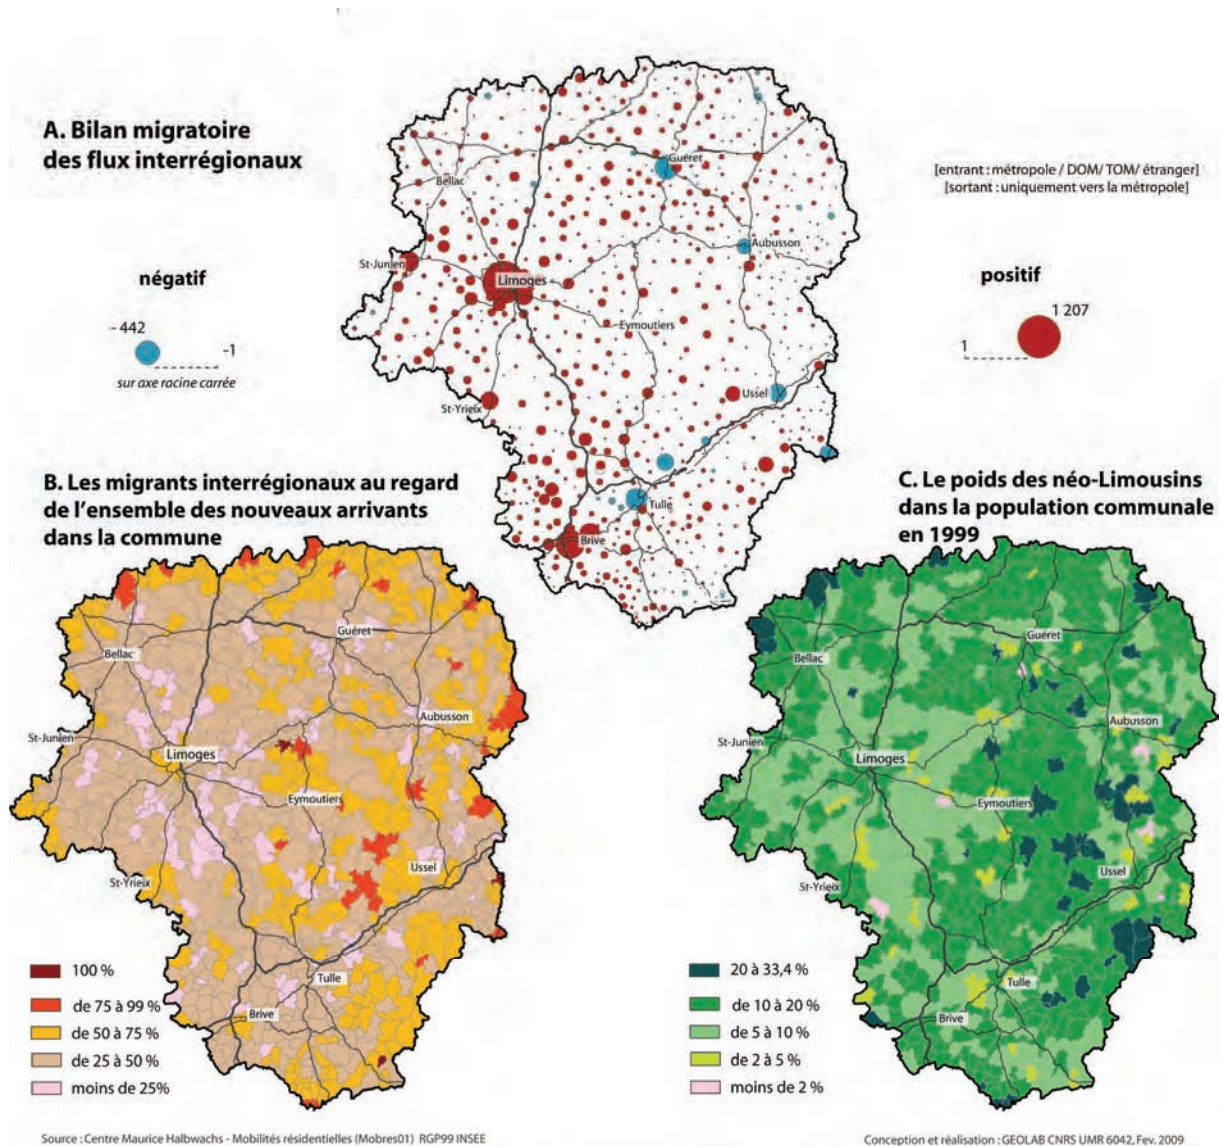 A. Bilan migratoire
des flux interrégionaux
négatif
- 442
-1
sur axe racine carrée
[entrant : métropole / DOM/ TOM/ étranger]
[sortant : uniquement vers la métropole]
positif
1 207
1
Guéret
Bellac
Aubusson
St-Junien
Limoges
Eymoutiers
Ussel
St-Yrieix
Tulle
Brive
B. Les migrants interrégionaux au regard
de l'ensemble des nouveaux arrivants
dans la commune
Guéret
Bellac
Aubusson
St-Junien
Limoges
Eymoutiers
Ussel
St-Yrieix
Tulle
Brive
100 %
de 75 à 99 %
de 50 à 75 %
de 25 à 50 %
moins de 25%
C. Le poids des néo-Limousins
dans la population communale
en 1999
Guéret
Bellac
Aubusson
St-Junien
Limoges
Eymoutiers
Ussel
St-Yrieix
Tulle
Brive
20 à 33,4 %
de 10 à 20 %
de 5 à 10 %
de 2 à 5 %
moins de 2 %
Source : Centre Maurice Halbwachs - Mobilités résidentielles (Mobres01) RGP99 INSEE
Conception et réalisation : GEOLAB CNRS UMR 6042, Fev. 2009